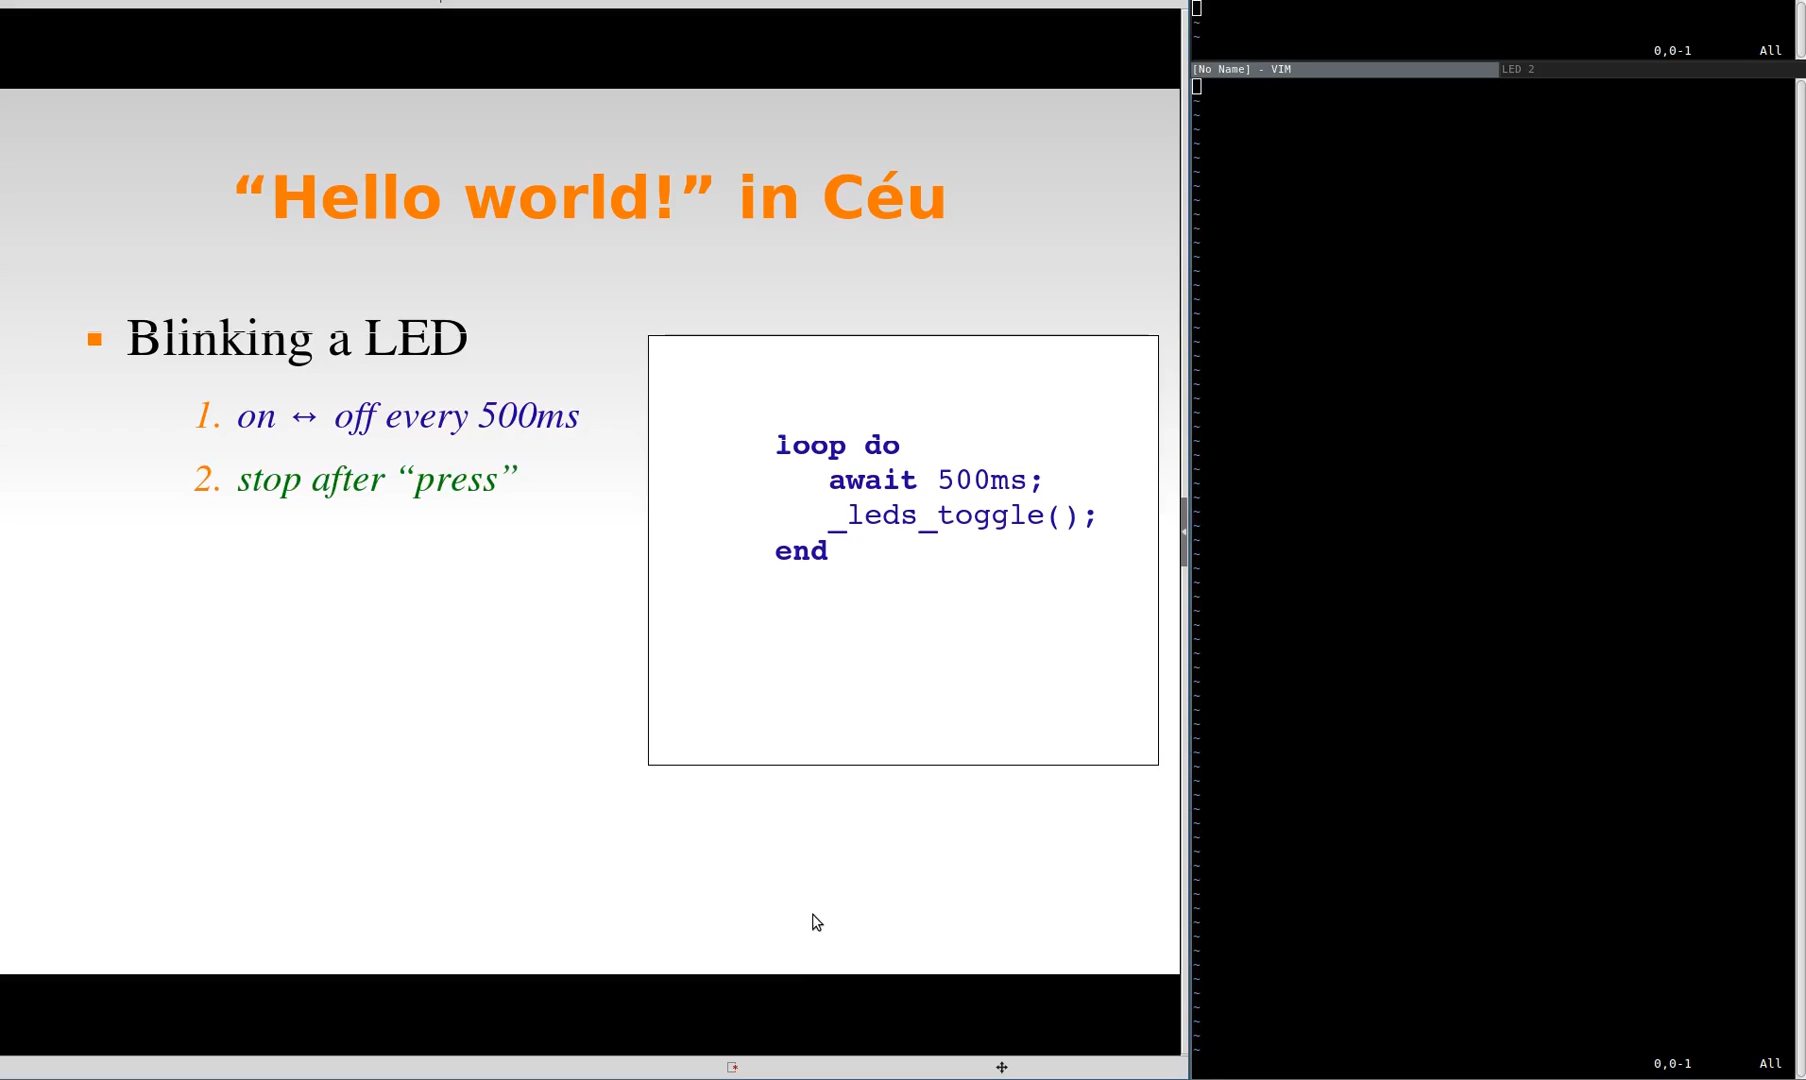 “Hello world!” in Céu
▪ Blinking a LED
1. on ↔ off every 500ms
2. stop after “press”
loop do
await 500ms;
_leds_toggle();
end
0,0-1 All
[No Name] - VIM
LED 2
0,0-1 All